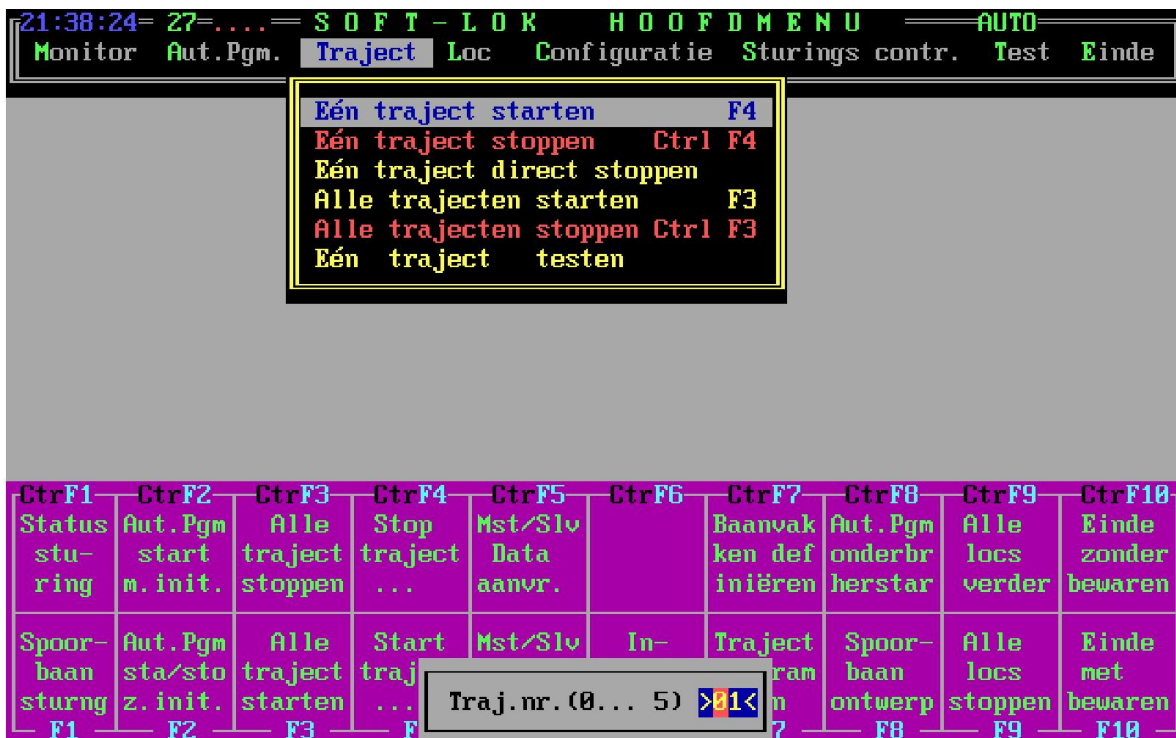 21:38:24 27 .... S O F T - L O K   H O O F D M E N U   AUTO
Monitor Aut.Pgm. Traject Loc Configuratie Sturings contr. Test Einde
Eén traject starten F4
Eén traject stoppen Ctrl F4
Eén traject direct stoppen
Alle trajecten starten F3
Alle trajecten stoppen Ctrl F3
Eén traject testen
CtrF1 CtrF2 CtrF3 CtrF4 CtrF5 CtrF6 CtrF7 CtrF8 CtrF9 CtrF10
Status Aut.Pgm Alle Stop Mst/Slv Baanvak Aut.Pgm Alle Einde
stu- start traject traject Data ken def onderbr locs zonder
ring m.init. stoppen ... aanvr. iniëren herstar verder bewaren
Spoor- Aut.Pgm Alle Start Mst/Slv In- Traject Spoor- Alle Einde
baan sta/sto traject traj ram baan locs met
sturng z.init. starten ... Traj.nr.(0... 5) >01< n ontwerp stoppen bewaren
F1 F2 F3 F 7 F8 F9 F10